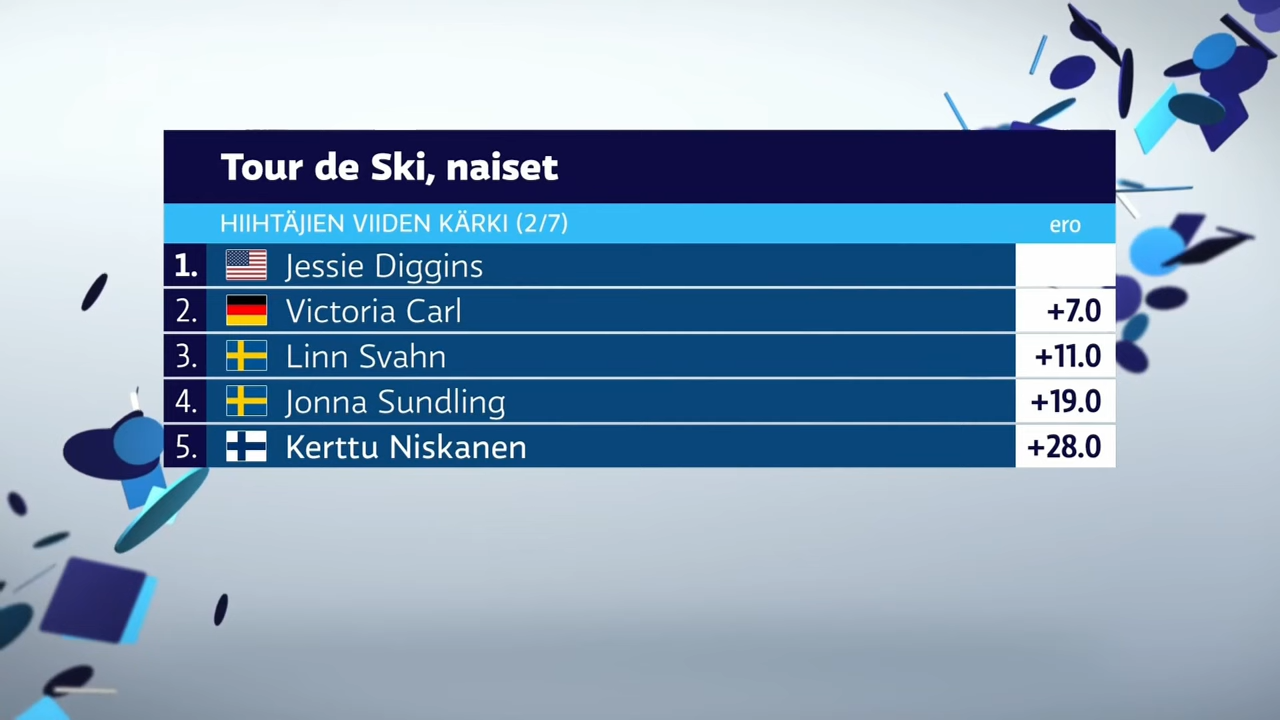 Tour de Ski, naiset
HIIHTÄJIEN VIIDEN KÄRKI (2/7) ero
1. Jessie Diggins
2. Victoria Carl +7.0
3. Linn Svahn +11.0
4. Jonna Sundling +19.0
5. Kerttu Niskanen +28.0